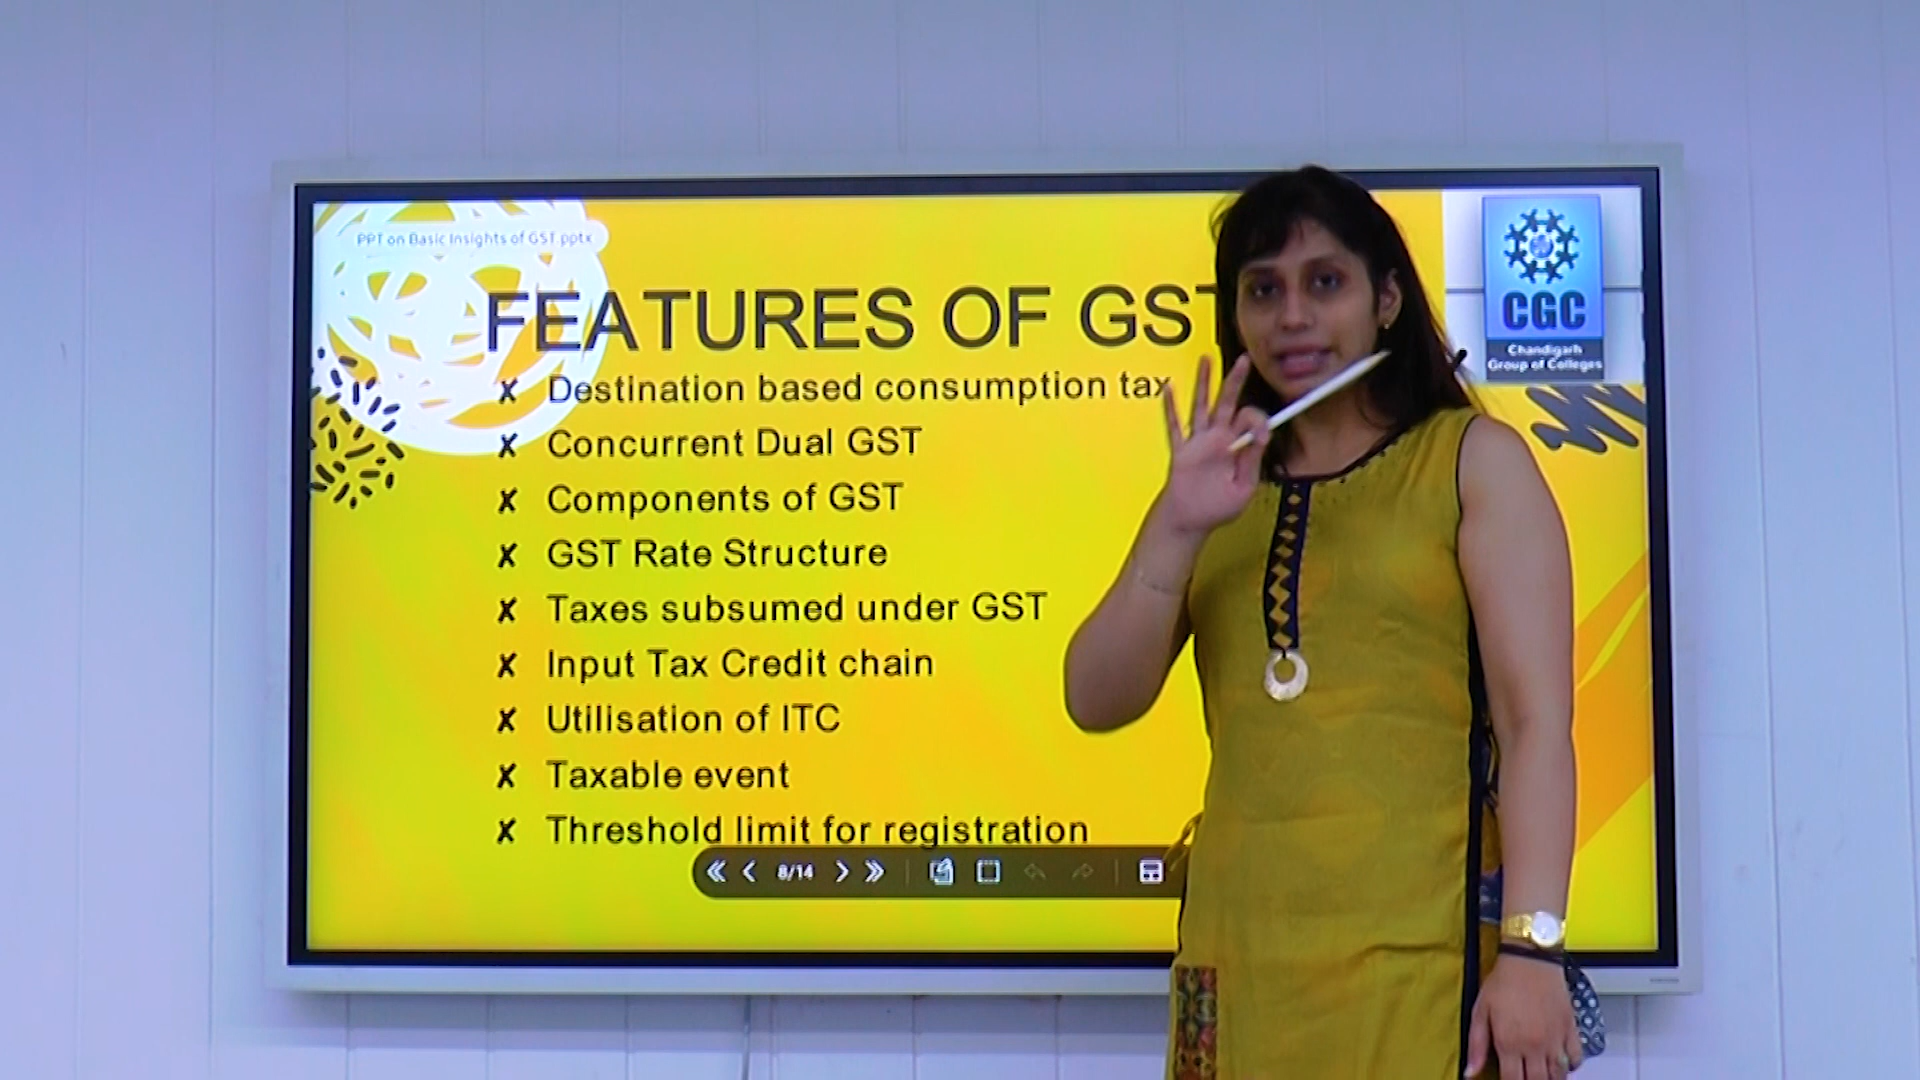 PPT on Basic Insights of GST.pptx
FEATURES OF GST
✗ Destination based consumption tax
✗ Concurrent Dual GST
✗ Components of GST
✗ GST Rate Structure
✗ Taxes subsumed under GST
✗ Input Tax Credit chain
✗ Utilisation of ITC
✗ Taxable event
✗ Threshold limit for registration
8/14
CGC
Chandigarh
Group of Colleges